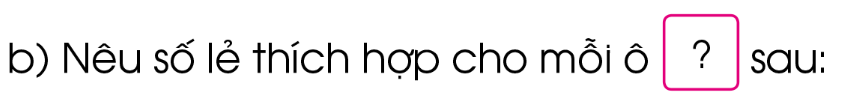 b) Nêu số lẻ thích hợp cho mỗi ô ? sau: